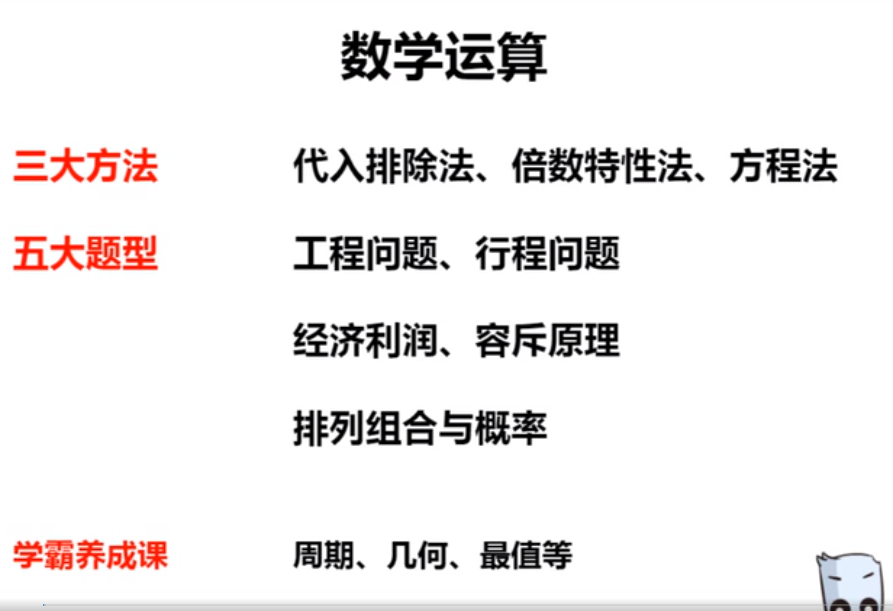 数学运算
三大方法 代入排除法、倍数特性法、方程法
五大题型 工程问题、行程问题
经济利润、容斥原理
排列组合与概率
学霸养成课 周期、几何、最值等